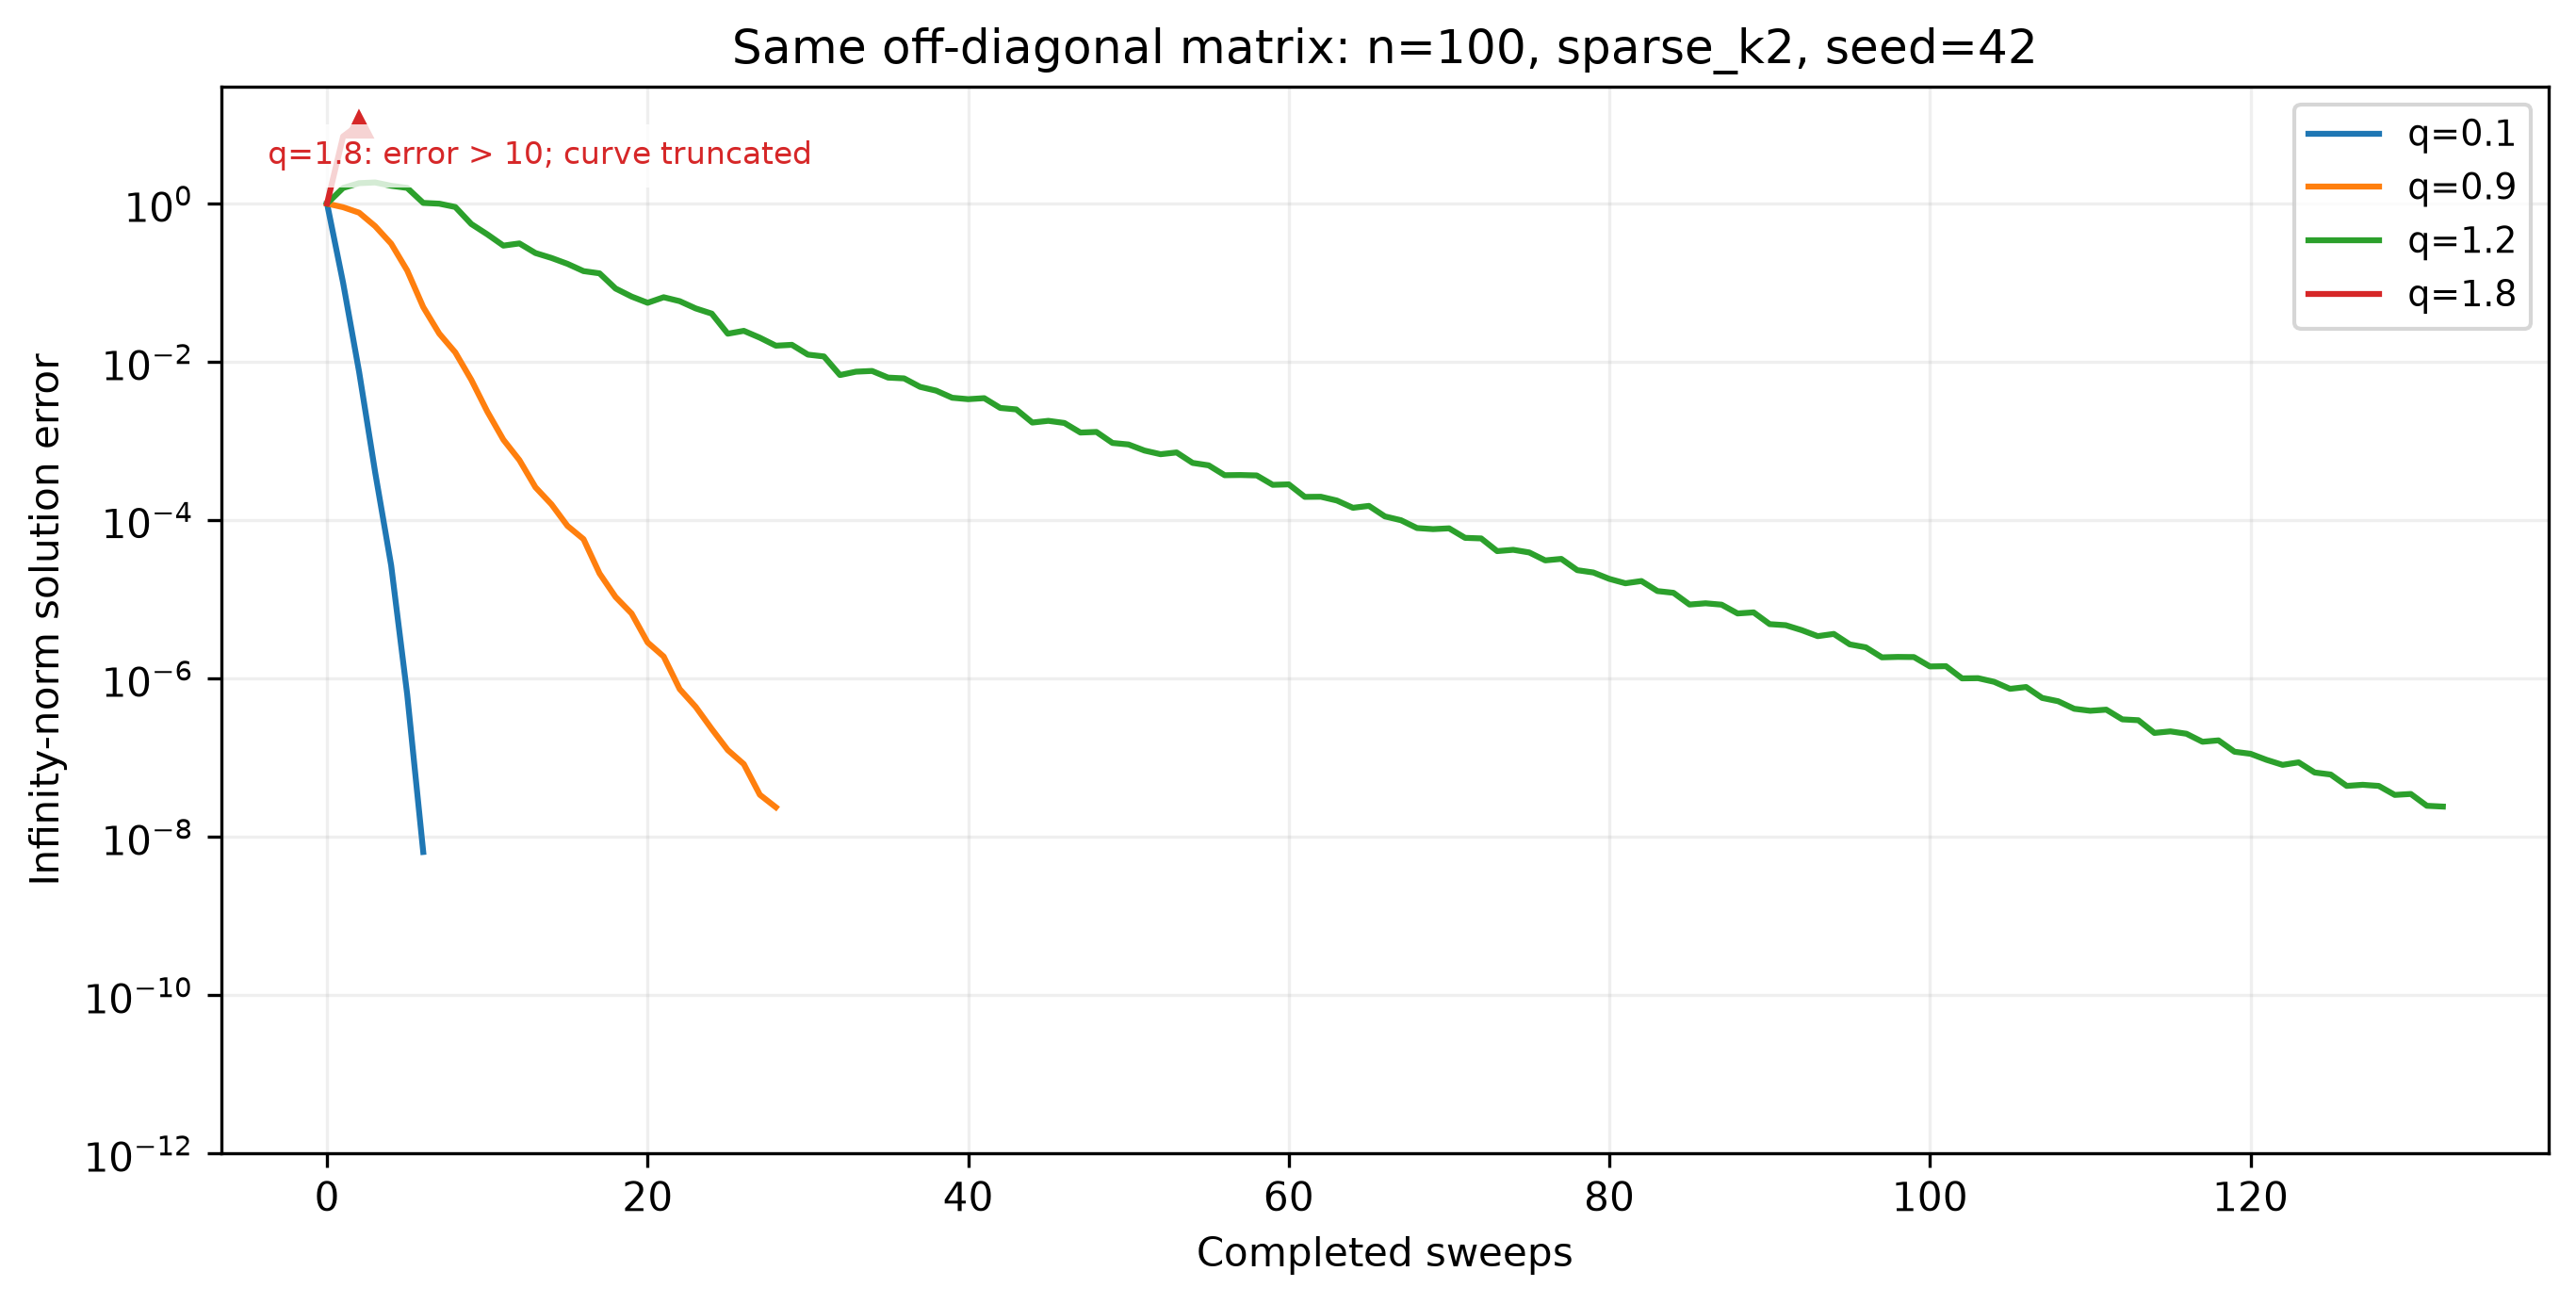 Same off-diagonal matrix: n=100, sparse_k2, seed=42
q=1.8: error > 10; curve truncated
q=0.1
q=0.9
q=1.2
q=1.8
Infinity-norm solution error
10⁰
10⁻²
10⁻⁴
10⁻⁶
10⁻⁸
10⁻¹⁰
10⁻¹²
0 20 40 60 80 100 120
Completed sweeps